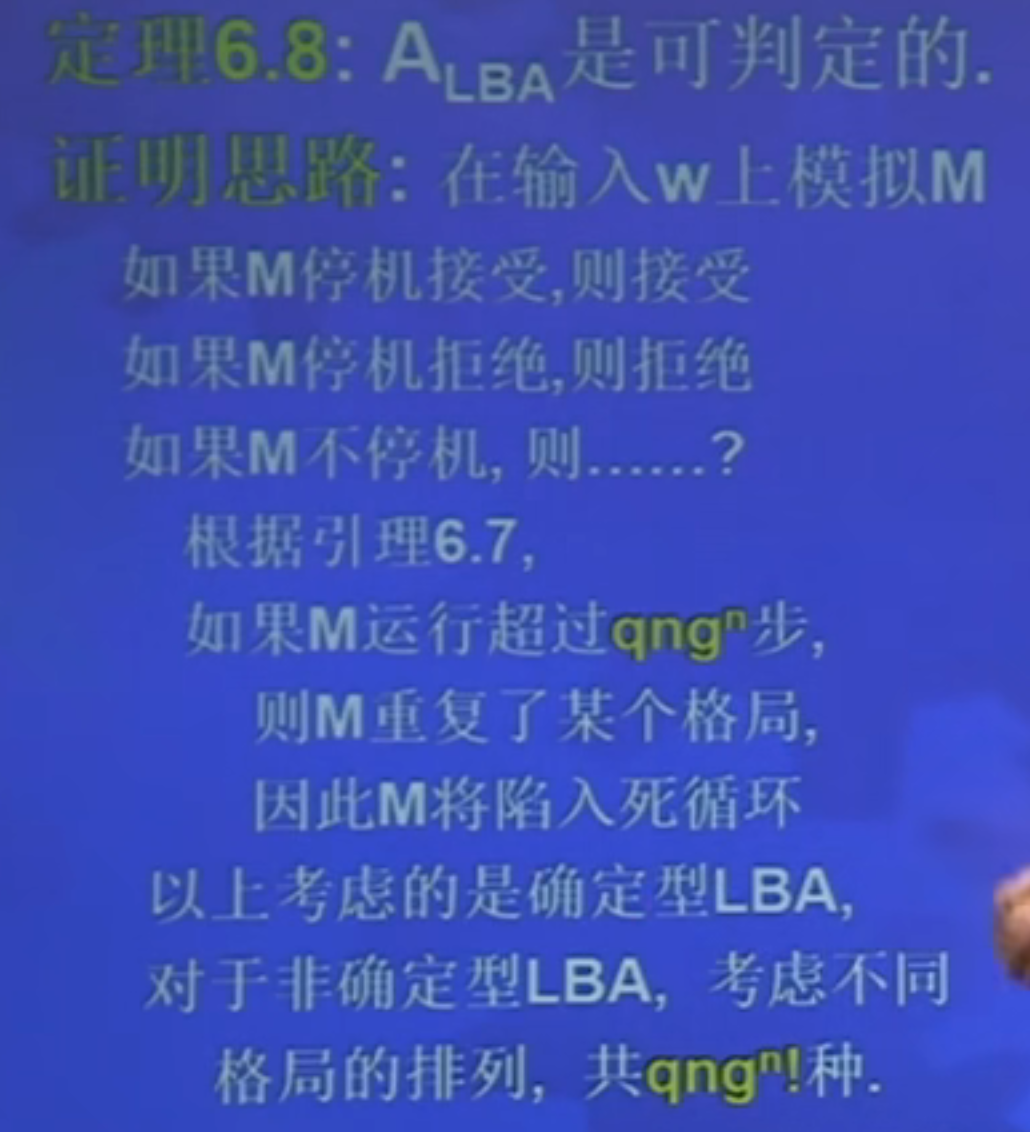 定理6.8: A_LBA是可判定的.
证明思路: 在输入w上模拟M
如果M停机接受,则接受
如果M停机拒绝,则拒绝
如果M不停机, 则……?
根据引理6.7,
如果M运行超过qngⁿ步,
则M重复了某个格局,
因此M将陷入死循环
以上考虑的是确定型LBA,
对于非确定型LBA, 考虑不同
格局的排列, 共qngⁿ!种.